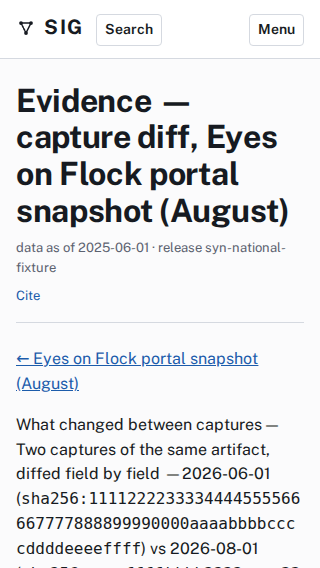 SIG
Search
Menu
Evidence —
capture diff, Eyes
on Flock portal
snapshot (August)
data as of 2025-06-01 · release syn-national-
fixture
Cite
← Eyes on Flock portal snapshot
(August)
What changed between captures —
Two captures of the same artifact,
diffed field by field — 2026-06-01
(sha256:11112222333344445555666
667777888899990000aaaabbbbccc
cddddeeeeffff) vs 2026-08-01